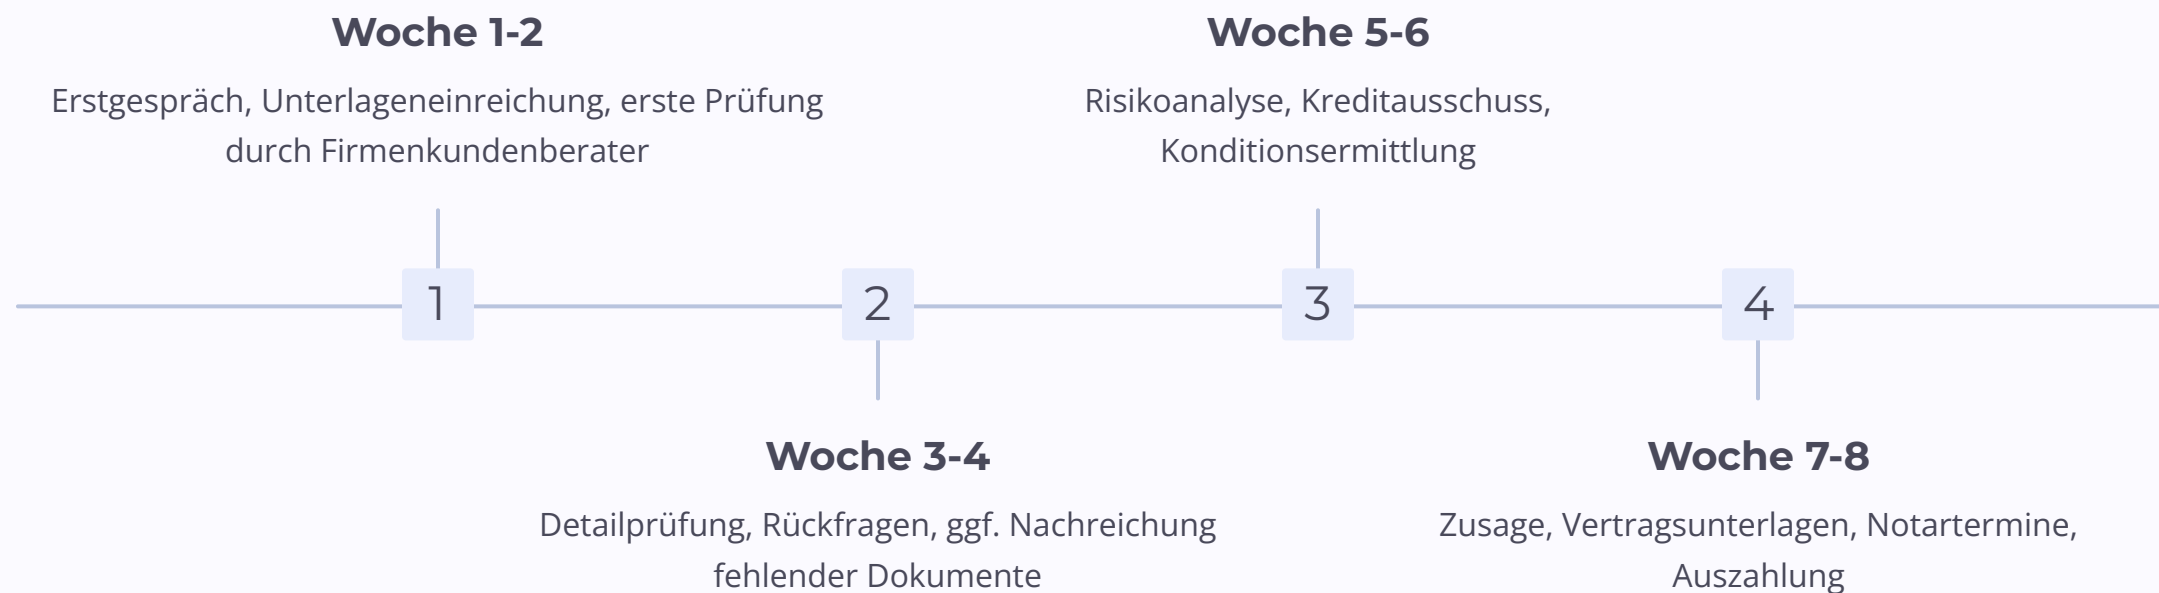 Woche 1-2
Erstgespräch, Unterlageneinreichung, erste Prüfung
durch Firmenkundenberater
Woche 5-6
Risikoanalyse, Kreditausschuss,
Konditionsermittlung
1
2
3
4
Woche 3-4
Detailprüfung, Rückfragen, ggf. Nachreichung
fehlender Dokumente
Woche 7-8
Zusage, Vertragsunterlagen, Notartermine,
Auszahlung